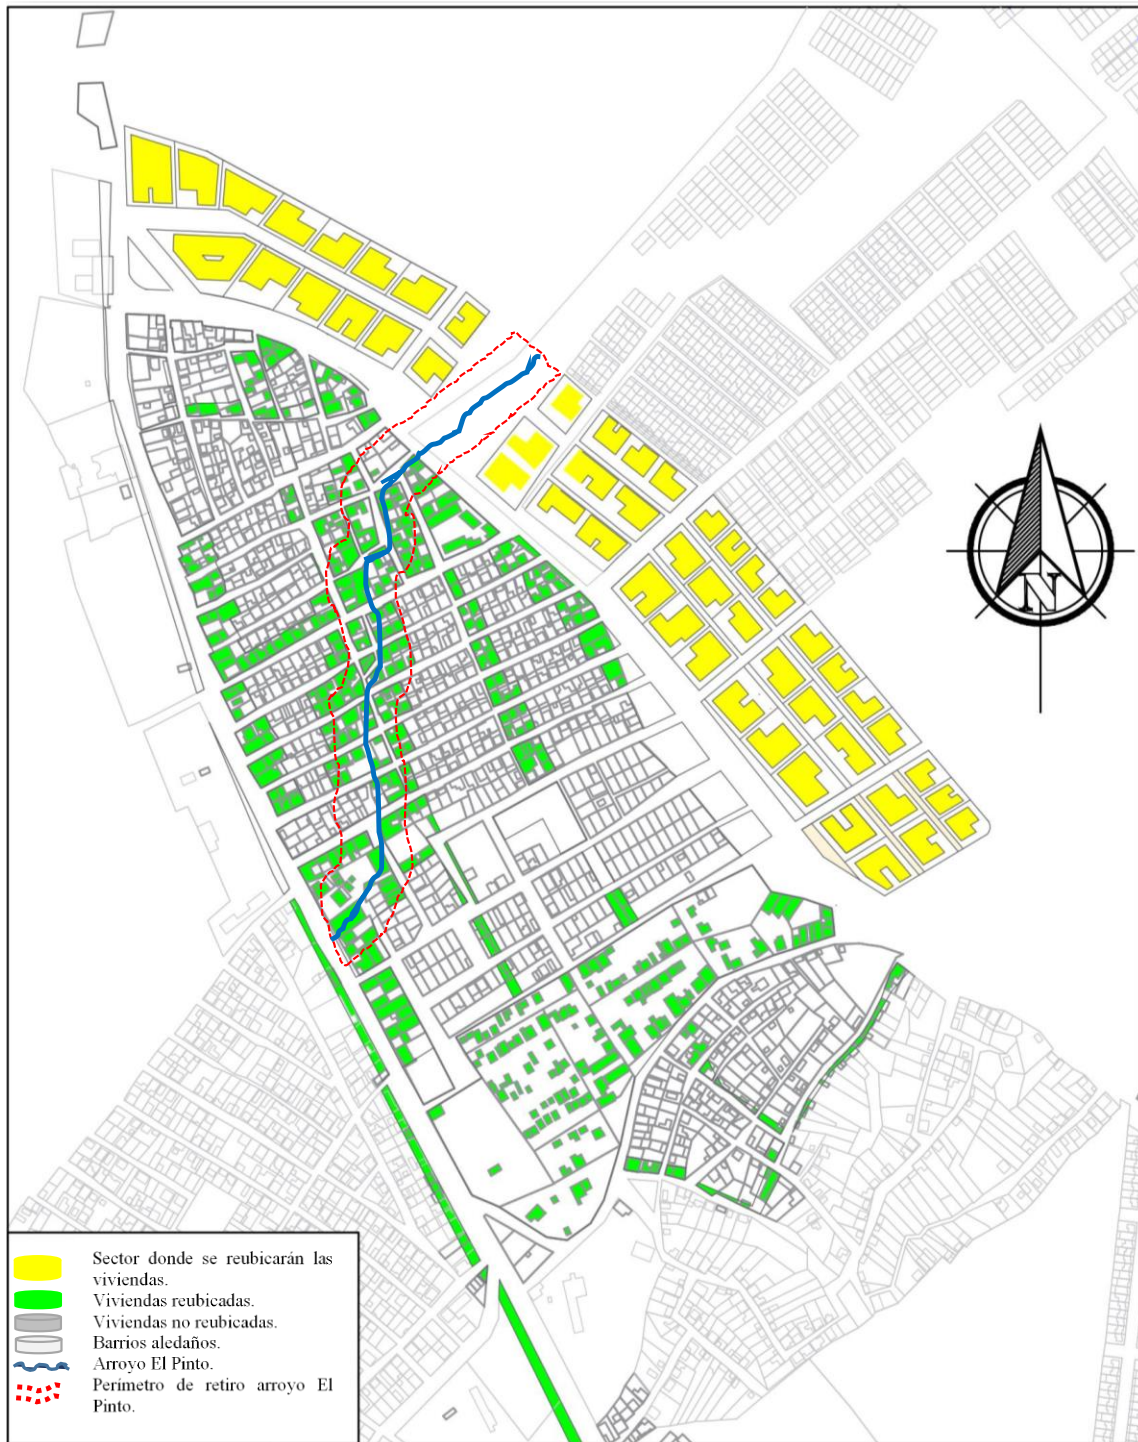 N
Sector donde se reubicarán las
viviendas.
Viviendas reubicadas.
Viviendas no reubicadas.
Barrios aledaños.
Arroyo El Pinto.
Perímetro de retiro arroyo El
Pinto.